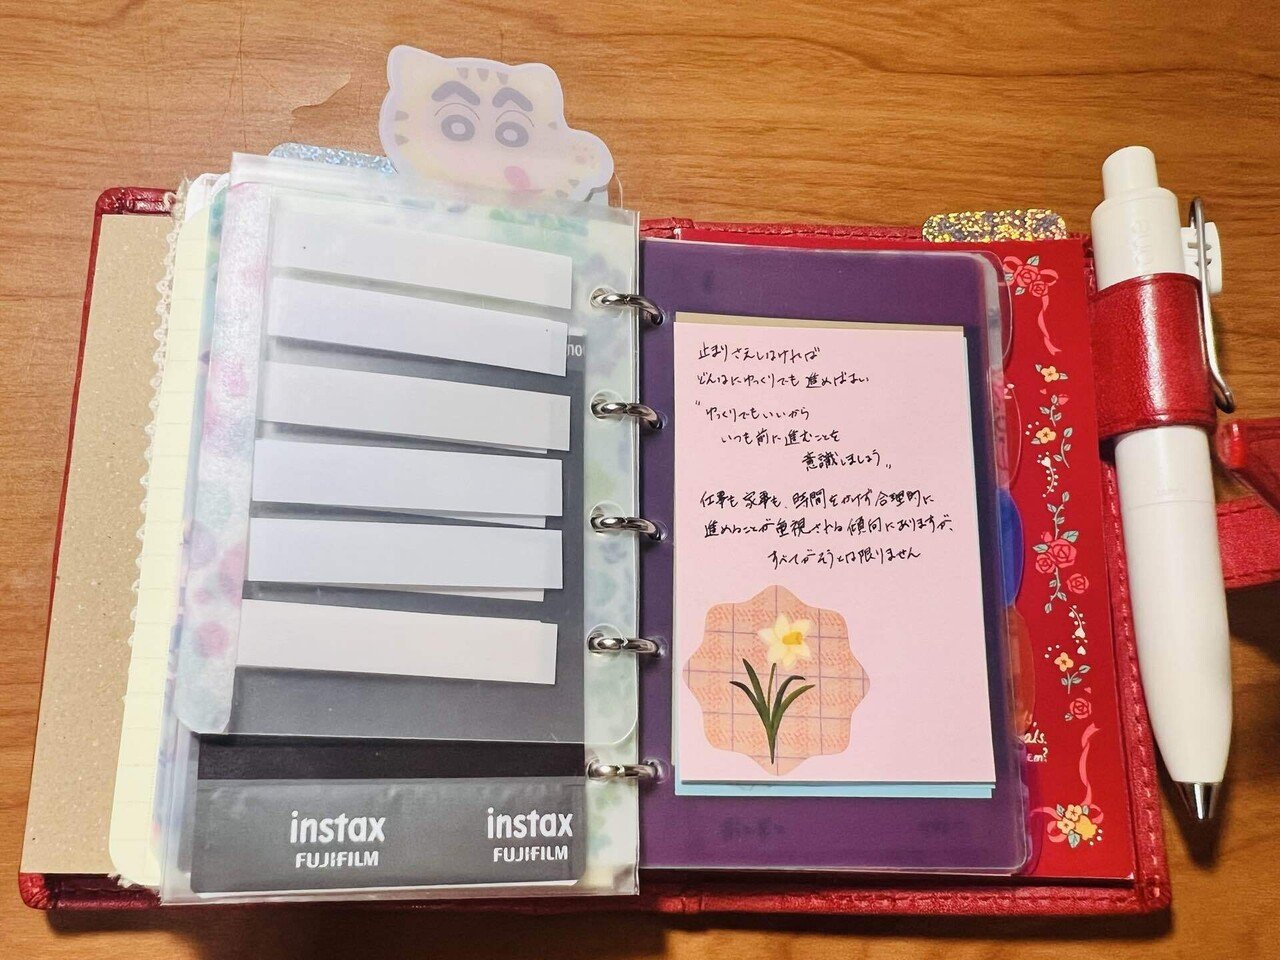 instax
FUJIFILM
instax
FUJIFILM
止まりさえしなければ
どんなにゆっくりでも進めばよい
"ゆっくりでもいいから
いつも前に進むことを
意識しましょう"
仕事も家事も、時間をかけず合理的に
進めることが重視される傾向にありますが、
すべてがそうとは限りません